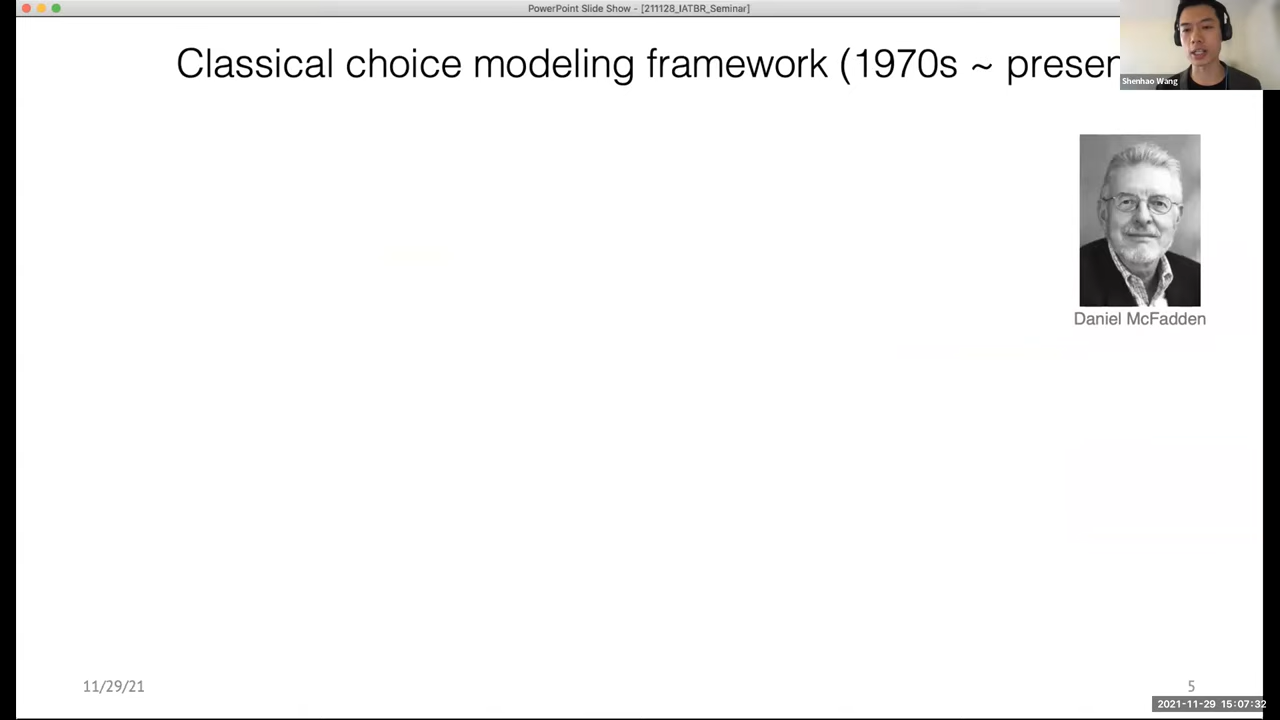 PowerPoint Slide Show - [211128_IATBR_Seminar]
Classical choice modeling framework (1970s ~ presen
Shenhao Wang
Daniel McFadden
11/29/21
5
2021-11-29 15:07:32